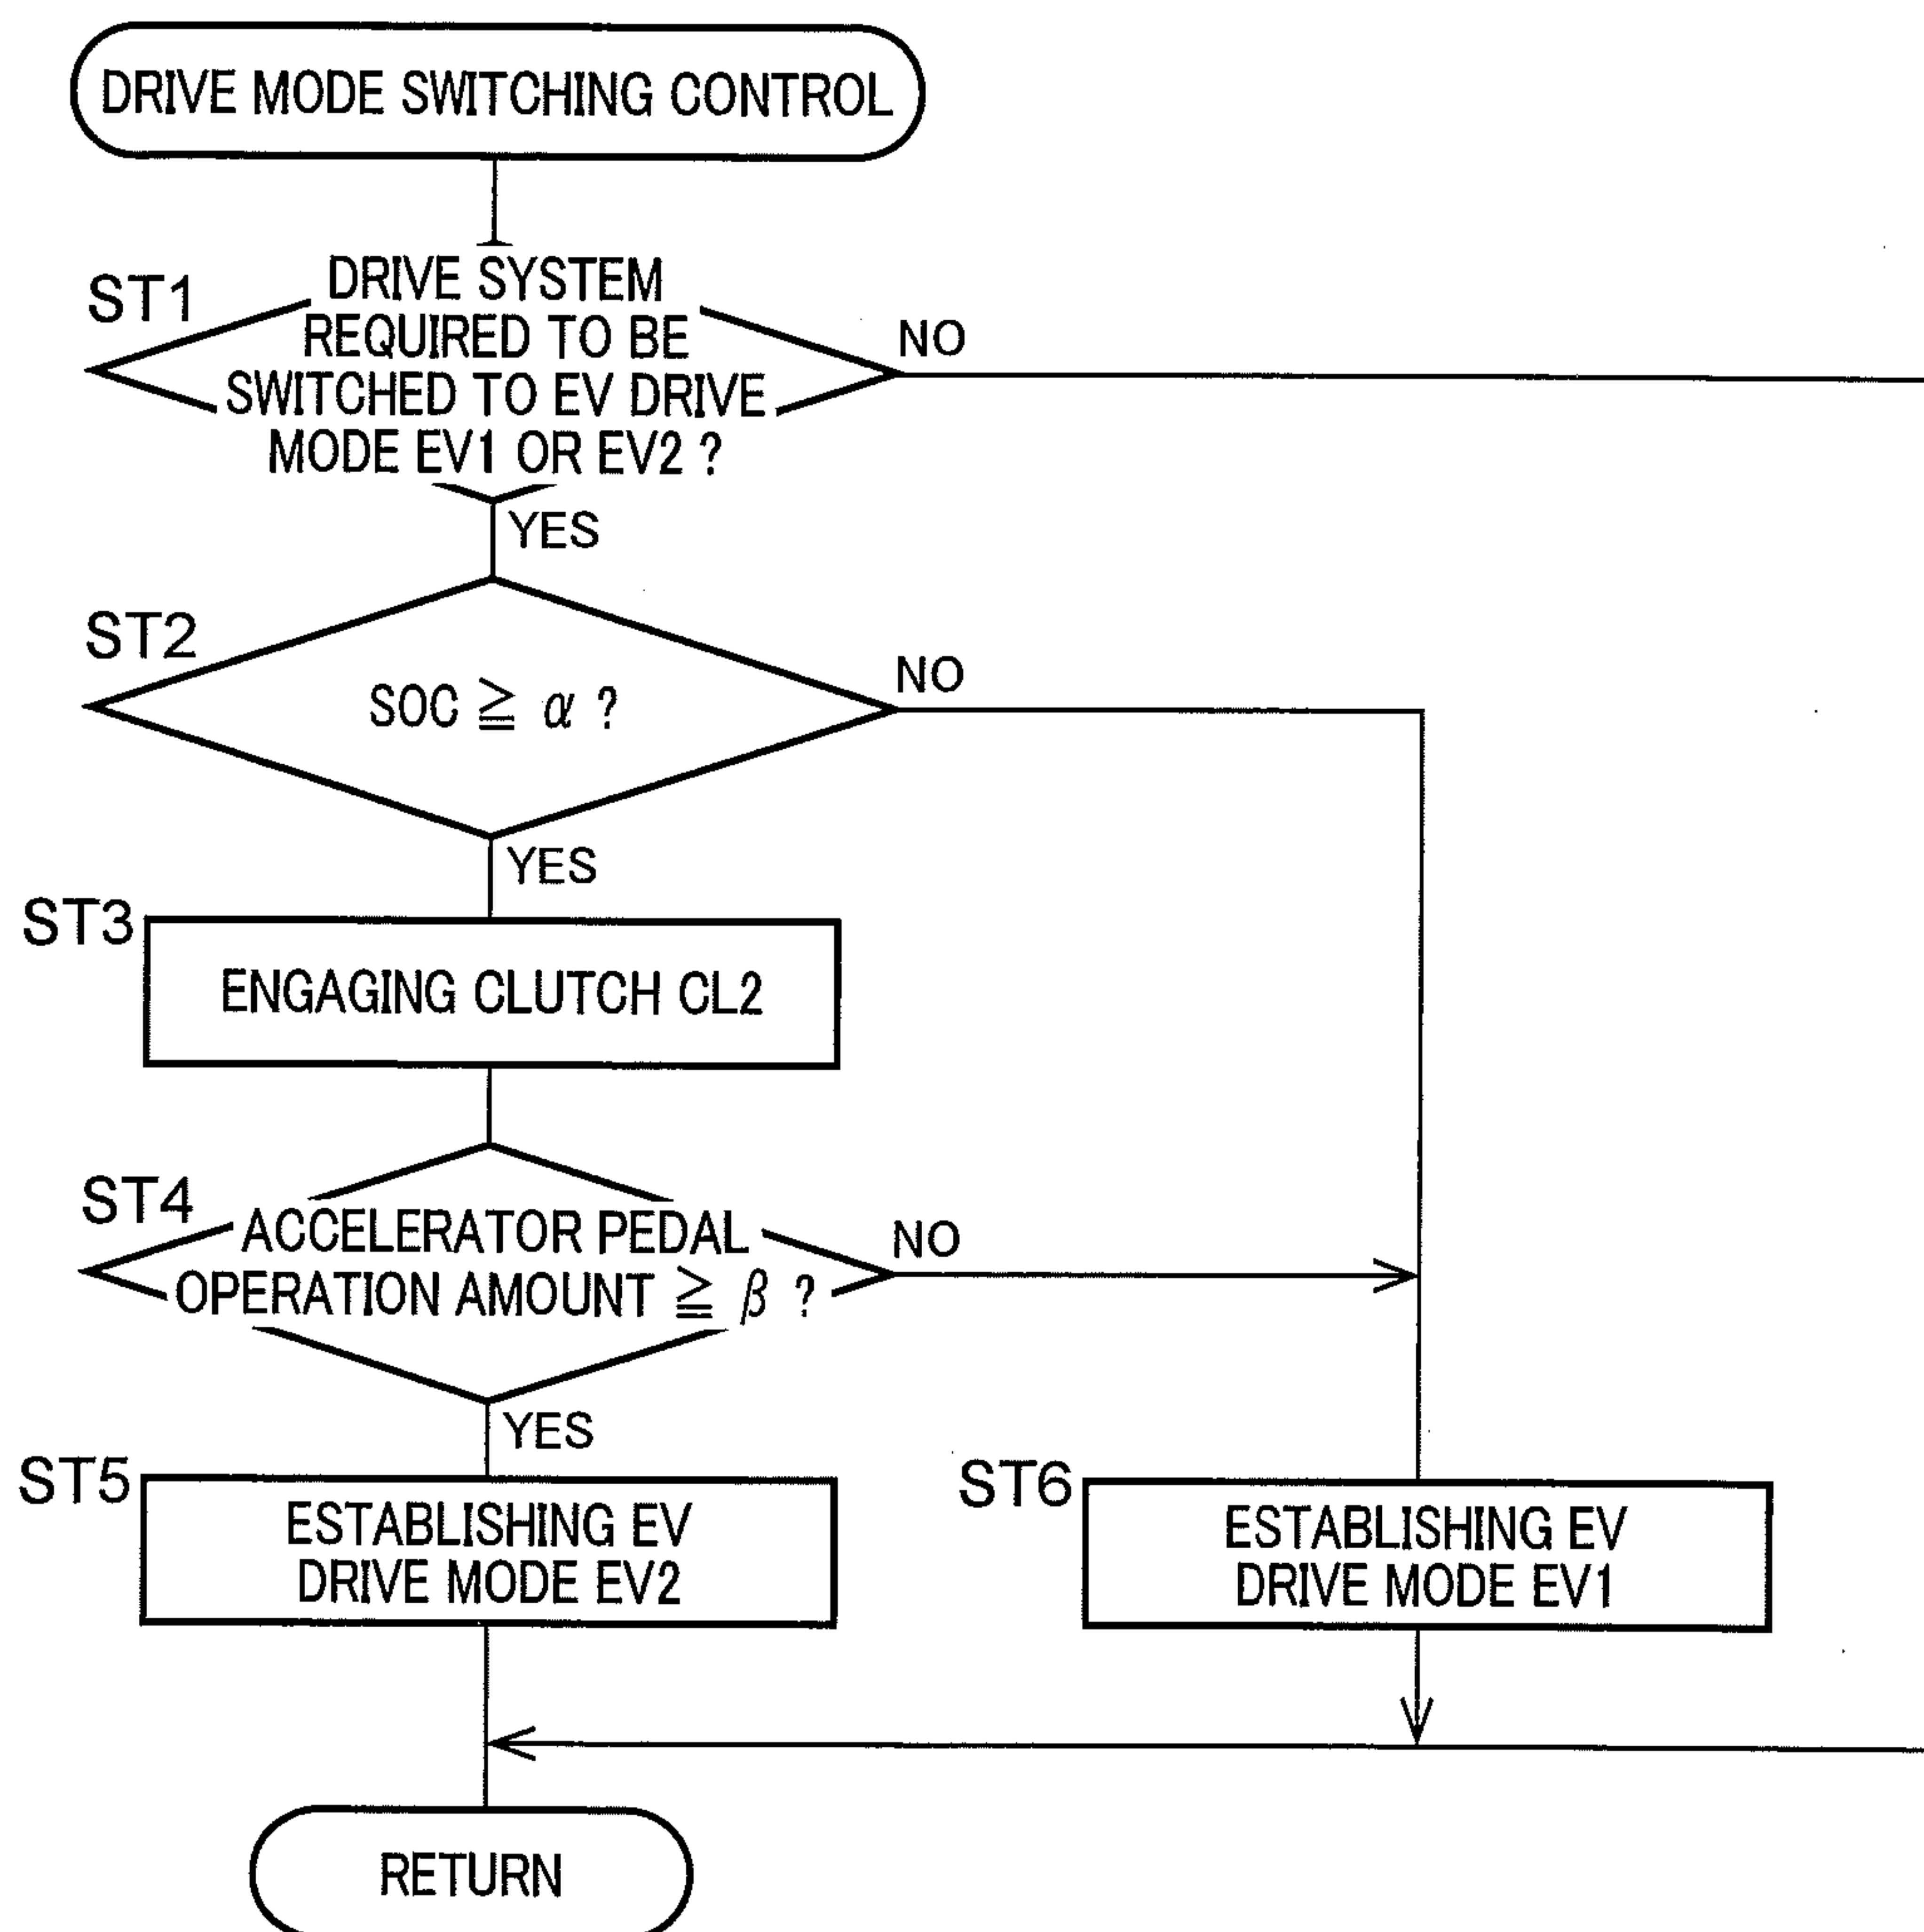 DRIVE MODE SWITCHING CONTROL
ST1
DRIVE SYSTEM
REQUIRED TO BE
SWITCHED TO EV DRIVE
MODE EV1 OR EV2 ?
NO
YES
ST2
SOC ≧ α ?
NO
YES
ST3
ENGAGING CLUTCH CL2
ST4
ACCELERATOR PEDAL
OPERATION AMOUNT ≧ β ?
NO
YES
ST5
ESTABLISHING EV
DRIVE MODE EV2
ST6
ESTABLISHING EV
DRIVE MODE EV1
RETURN